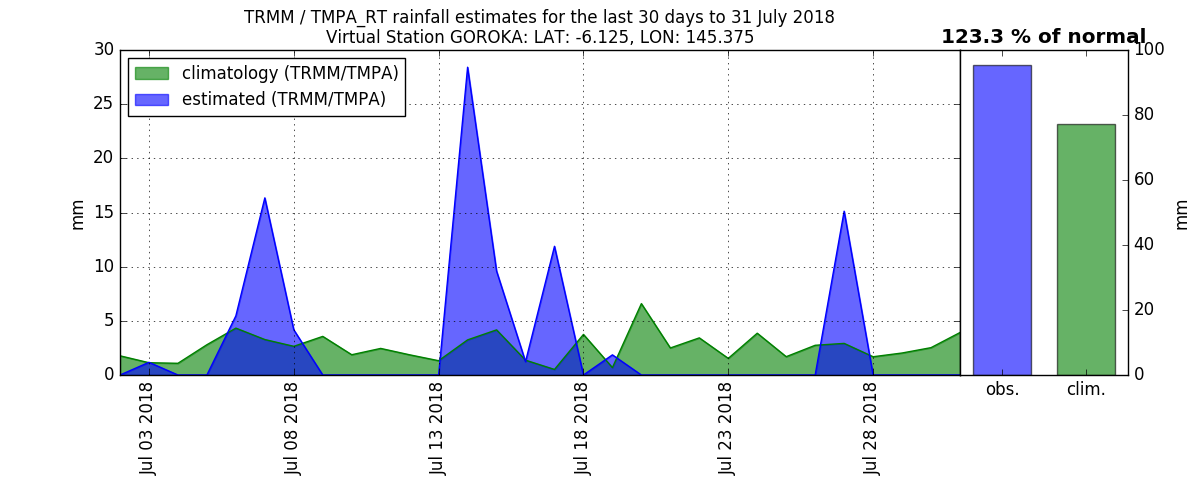 TRMM / TMPA_RT rainfall estimates for the last 30 days to 31 July 2018
Virtual Station GOROKA: LAT: -6.125, LON: 145.375
123.3 % of normal
climatology (TRMM/TMPA)
estimated (TRMM/TMPA)
mm
30
25
20
15
10
5
0
Jul 03 2018
Jul 08 2018
Jul 13 2018
Jul 18 2018
Jul 23 2018
Jul 28 2018
100
80
60
40
20
0
mm
obs.
clim.